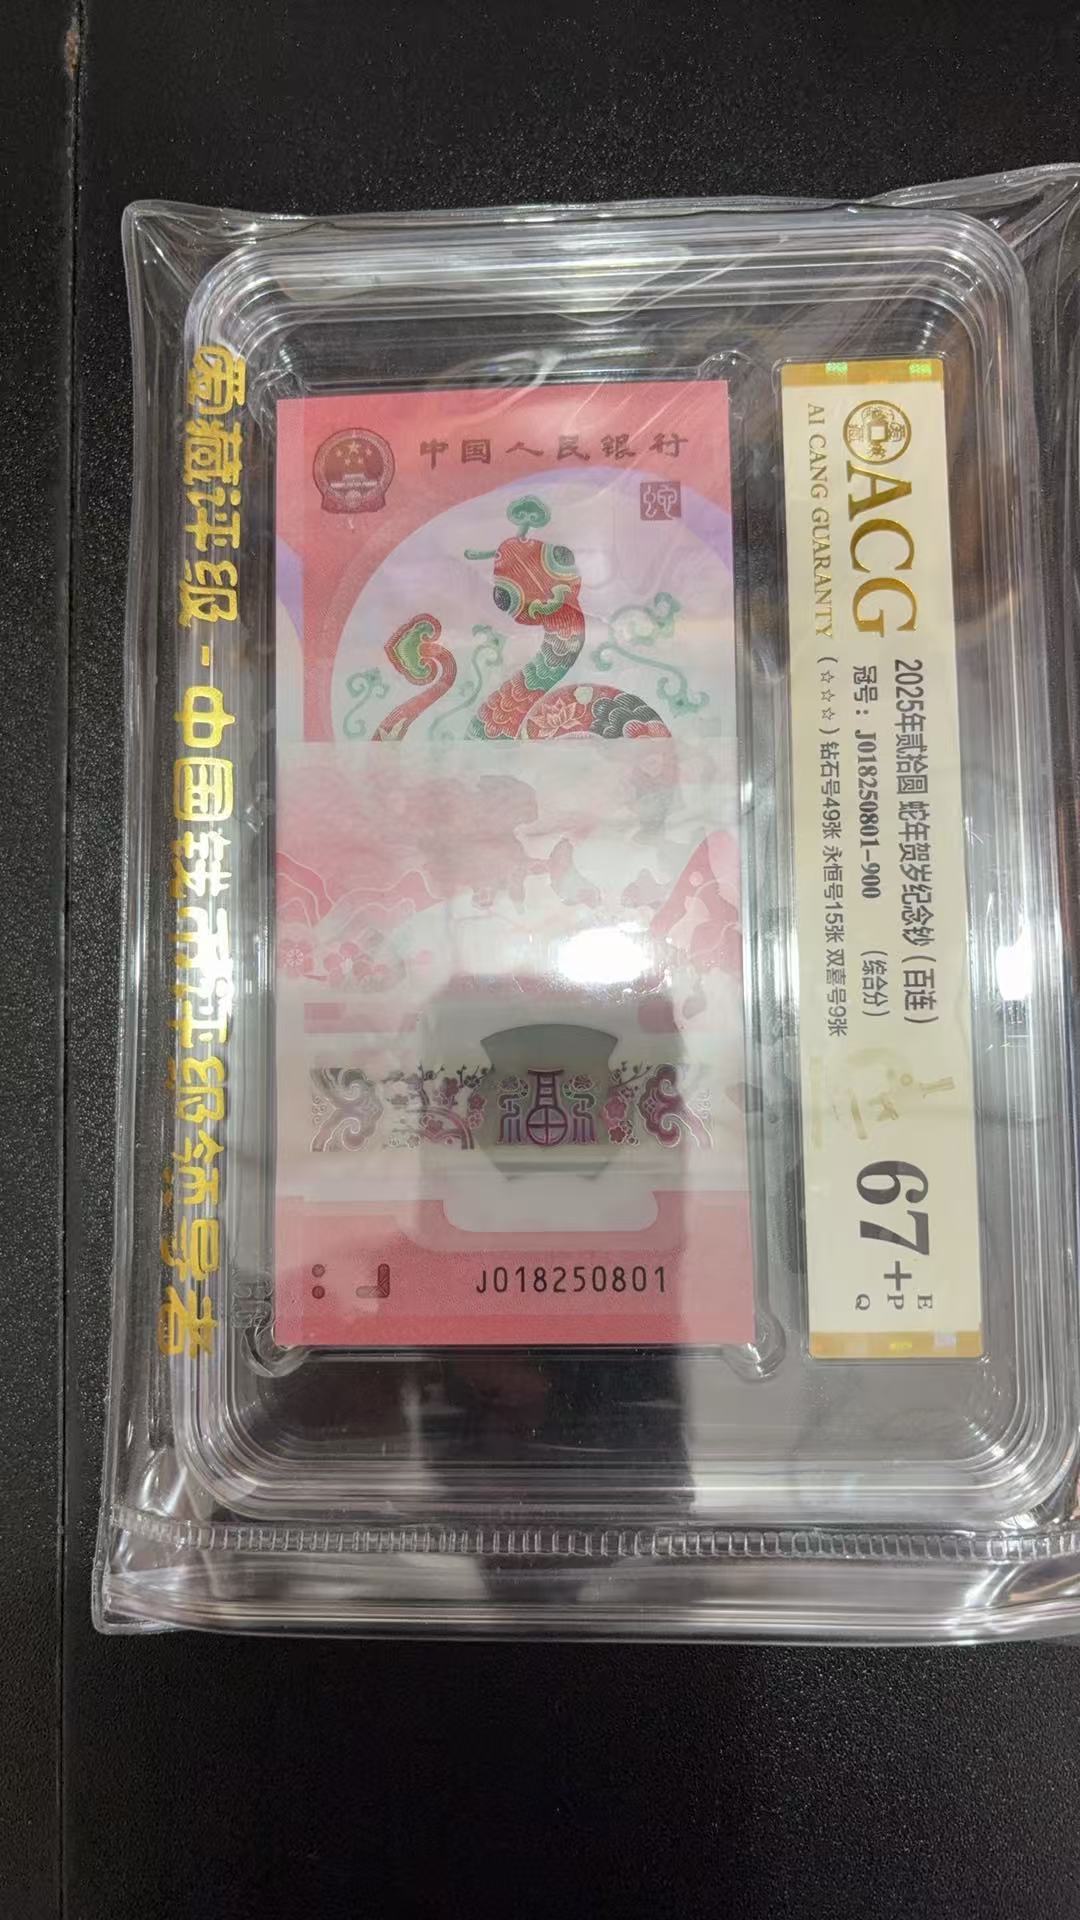 爱藏评级-中国钱币评级领导者
中国人民银行
J018250801
ACG
AI CANG GUARANTY
2025年贰拾圆 蛇年贺岁纪念钞（百连）
冠号：J018250801-900 （综合分）
（☆☆☆）钻石号49张 永恒号15张 双喜号9张
67+
E
P
Q